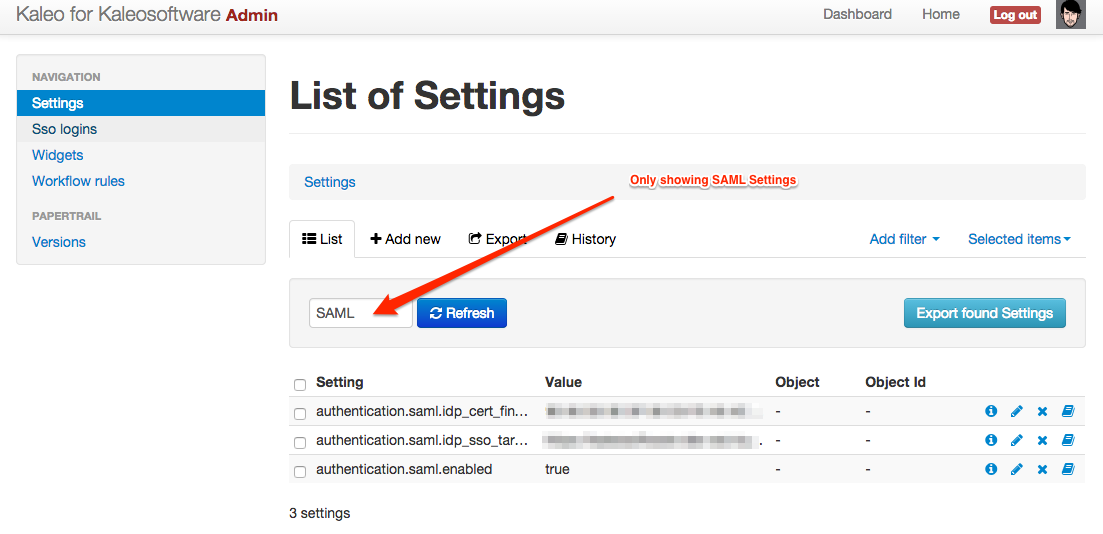 Kaleo for Kaleosoftware Admin
Dashboard Home Log out
NAVIGATION
Settings
Sso logins
Widgets
Workflow rules
PAPERTRAIL
Versions
List of Settings
Settings
Only showing SAML Settings
List Add new Export History Add filter Selected items
SAML Refresh Export found Settings
Setting Value Object Object Id
authentication.saml.idp_cert_fin... - -
authentication.saml.idp_sso_tar... - -
authentication.saml.enabled true - -
3 settings